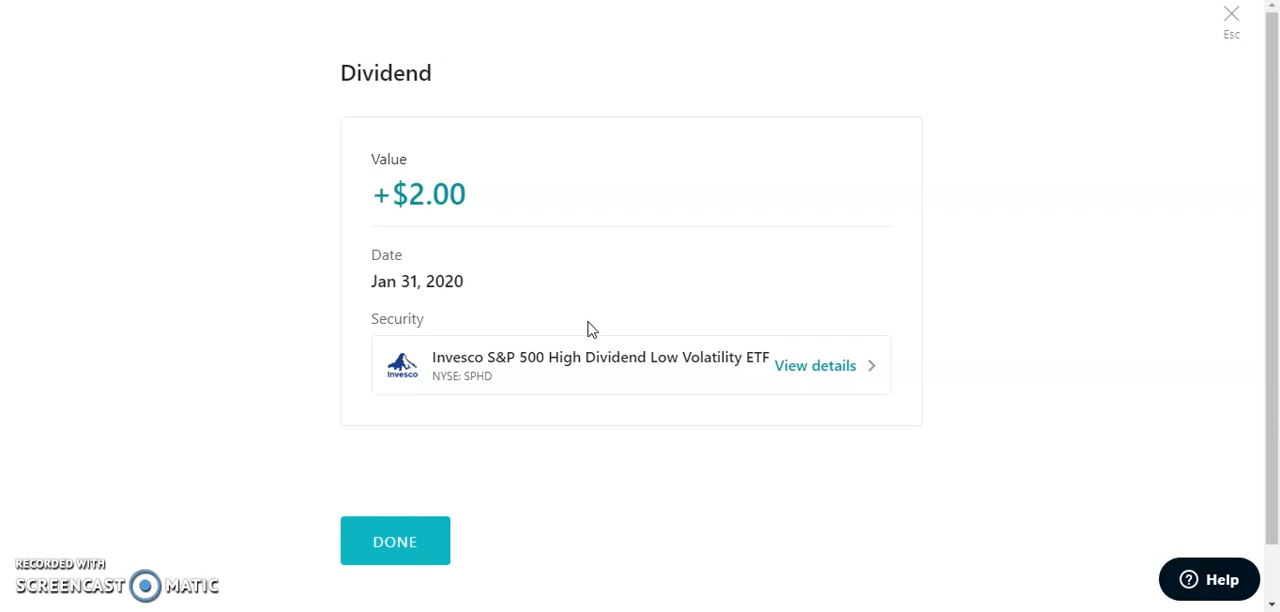 Esc
Dividend
Value
+$2.00
Date
Jan 31, 2020
Security
Invesco
Invesco S&P 500 High Dividend Low Volatility ETF
NYSE: SPHD
View details
DONE
RECORDED WITH
SCREENCAST MATIC
Help